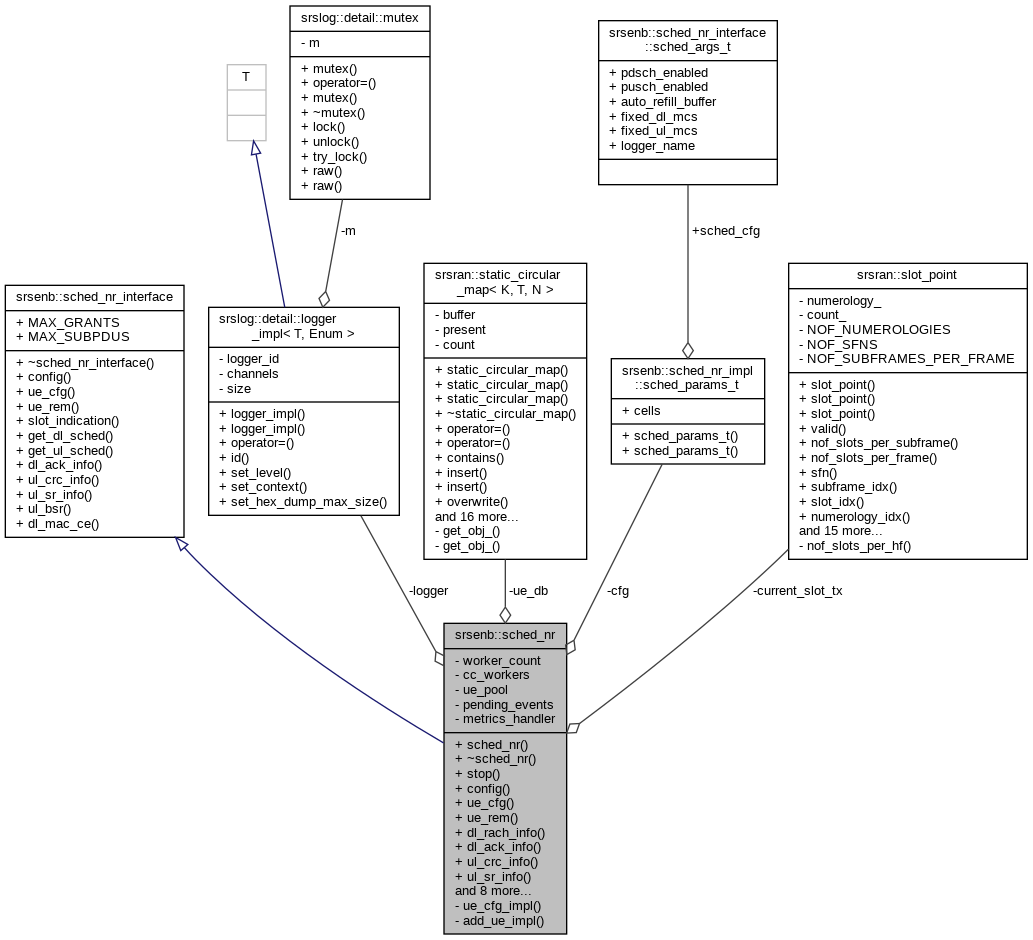 srslog::detail::mutex
- m
+ mutex()
+ operator=()
+ mutex()
+ ~mutex()
+ lock()
+ unlock()
+ try_lock()
+ raw()
+ raw()
srsenb::sched_nr_interface
::sched_args_t
+ pdsch_enabled
+ pusch_enabled
+ auto_refill_buffer
+ fixed_dl_mcs
+ fixed_ul_mcs
+ logger_name
T
-m
+sched_cfg
srsenb::sched_nr_interface
+ MAX_GRANTS
+ MAX_SUBPDUS
+ ~sched_nr_interface()
+ config()
+ ue_cfg()
+ ue_rem()
+ slot_indication()
+ get_dl_sched()
+ get_ul_sched()
+ dl_ack_info()
+ ul_crc_info()
+ ul_sr_info()
+ ul_bsr()
+ dl_mac_ce()
srslog::detail::logger
_impl< T, Enum >
- logger_id
- channels
- size
+ logger_impl()
+ logger_impl()
+ operator=()
+ id()
+ set_level()
+ set_context()
+ set_hex_dump_max_size()
srsran::static_circular
_map< K, T, N >
- buffer
- present
- count
+ static_circular_map()
+ static_circular_map()
+ static_circular_map()
+ ~static_circular_map()
+ operator=()
+ operator=()
+ contains()
+ insert()
+ insert()
+ overwrite()
and 16 more...
- get_obj_()
- get_obj_()
srsenb::sched_nr_impl
::sched_params_t
+ cells
+ sched_params_t()
+ sched_params_t()
srsran::slot_point
- numerology_
- count_
- NOF_NUMEROLOGIES
- NOF_SFNS
- NOF_SUBFRAMES_PER_FRAME
+ slot_point()
+ slot_point()
+ slot_point()
+ valid()
+ nof_slots_per_subframe()
+ nof_slots_per_frame()
+ sfn()
+ subframe_idx()
+ slot_idx()
+ numerology_idx()
and 15 more...
- nof_slots_per_hf()
-logger
-ue_db
-cfg
-current_slot_tx
srsenb::sched_nr
- worker_count
- cc_workers
- ue_pool
- pending_events
- metrics_handler
+ sched_nr()
+ ~sched_nr()
+ stop()
+ config()
+ ue_cfg()
+ ue_rem()
+ dl_rach_info()
+ dl_ack_info()
+ ul_crc_info()
+ ul_sr_info()
and 8 more...
- ue_cfg_impl()
- add_ue_impl()